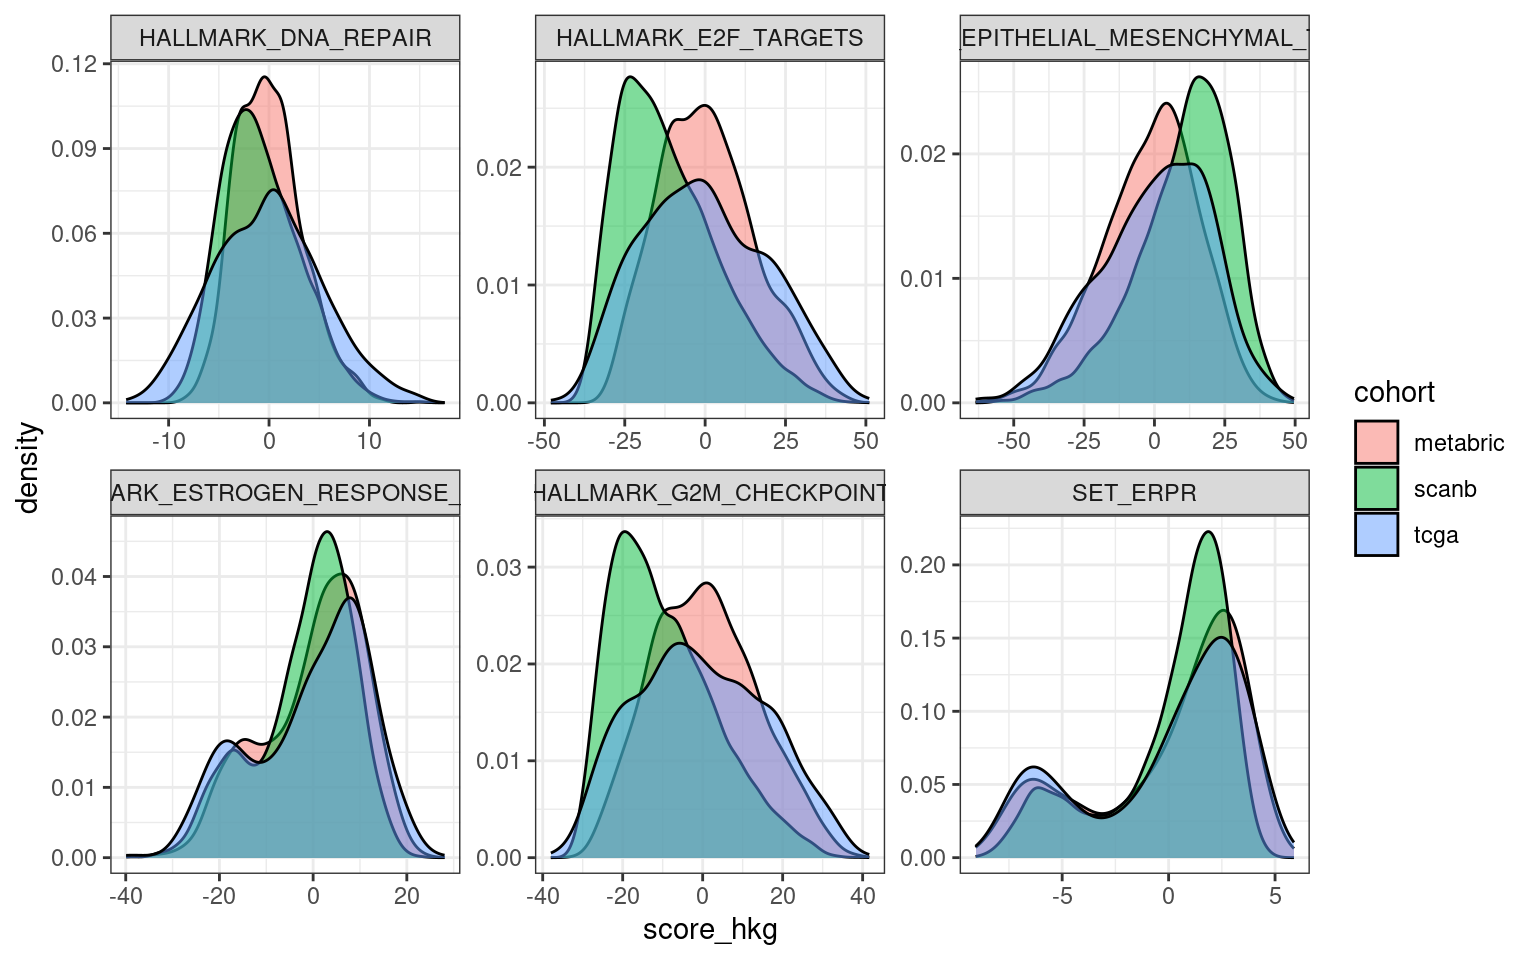 HALLMARK_DNA_REPAIR
HALLMARK_E2F_TARGETS
_EPITHELIAL_MESENCHYMAL_
0.12
0.09
0.06
0.03
0.00
-10 0 10
0.02
0.01
0.00
-50 -25 0 25 50
0.02
0.01
0.00
-50 -25 0 25 50
ARK_ESTROGEN_RESPONSE_
HALLMARK_G2M_CHECKPOINT
SET_ERPR
0.04
0.03
0.02
0.01
0.00
-40 -20 0 20
0.03
0.02
0.01
0.00
-40 -20 0 20 40
0.20
0.15
0.10
0.05
0.00
-5 0 5
density
score_hkg
cohort
metabric
scanb
tcga